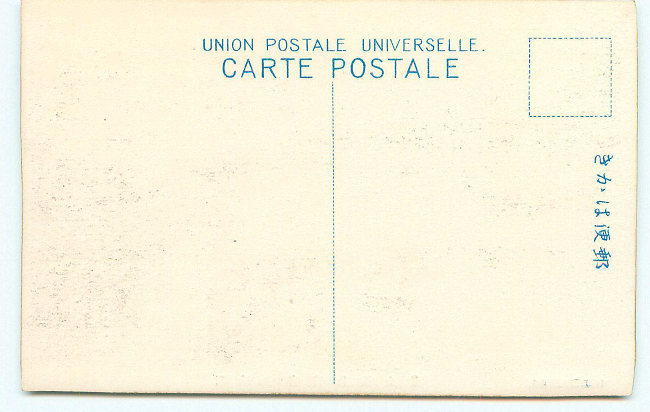 UNION POSTALE UNIVERSELLE.
CARTE POSTALE
きかは便郵